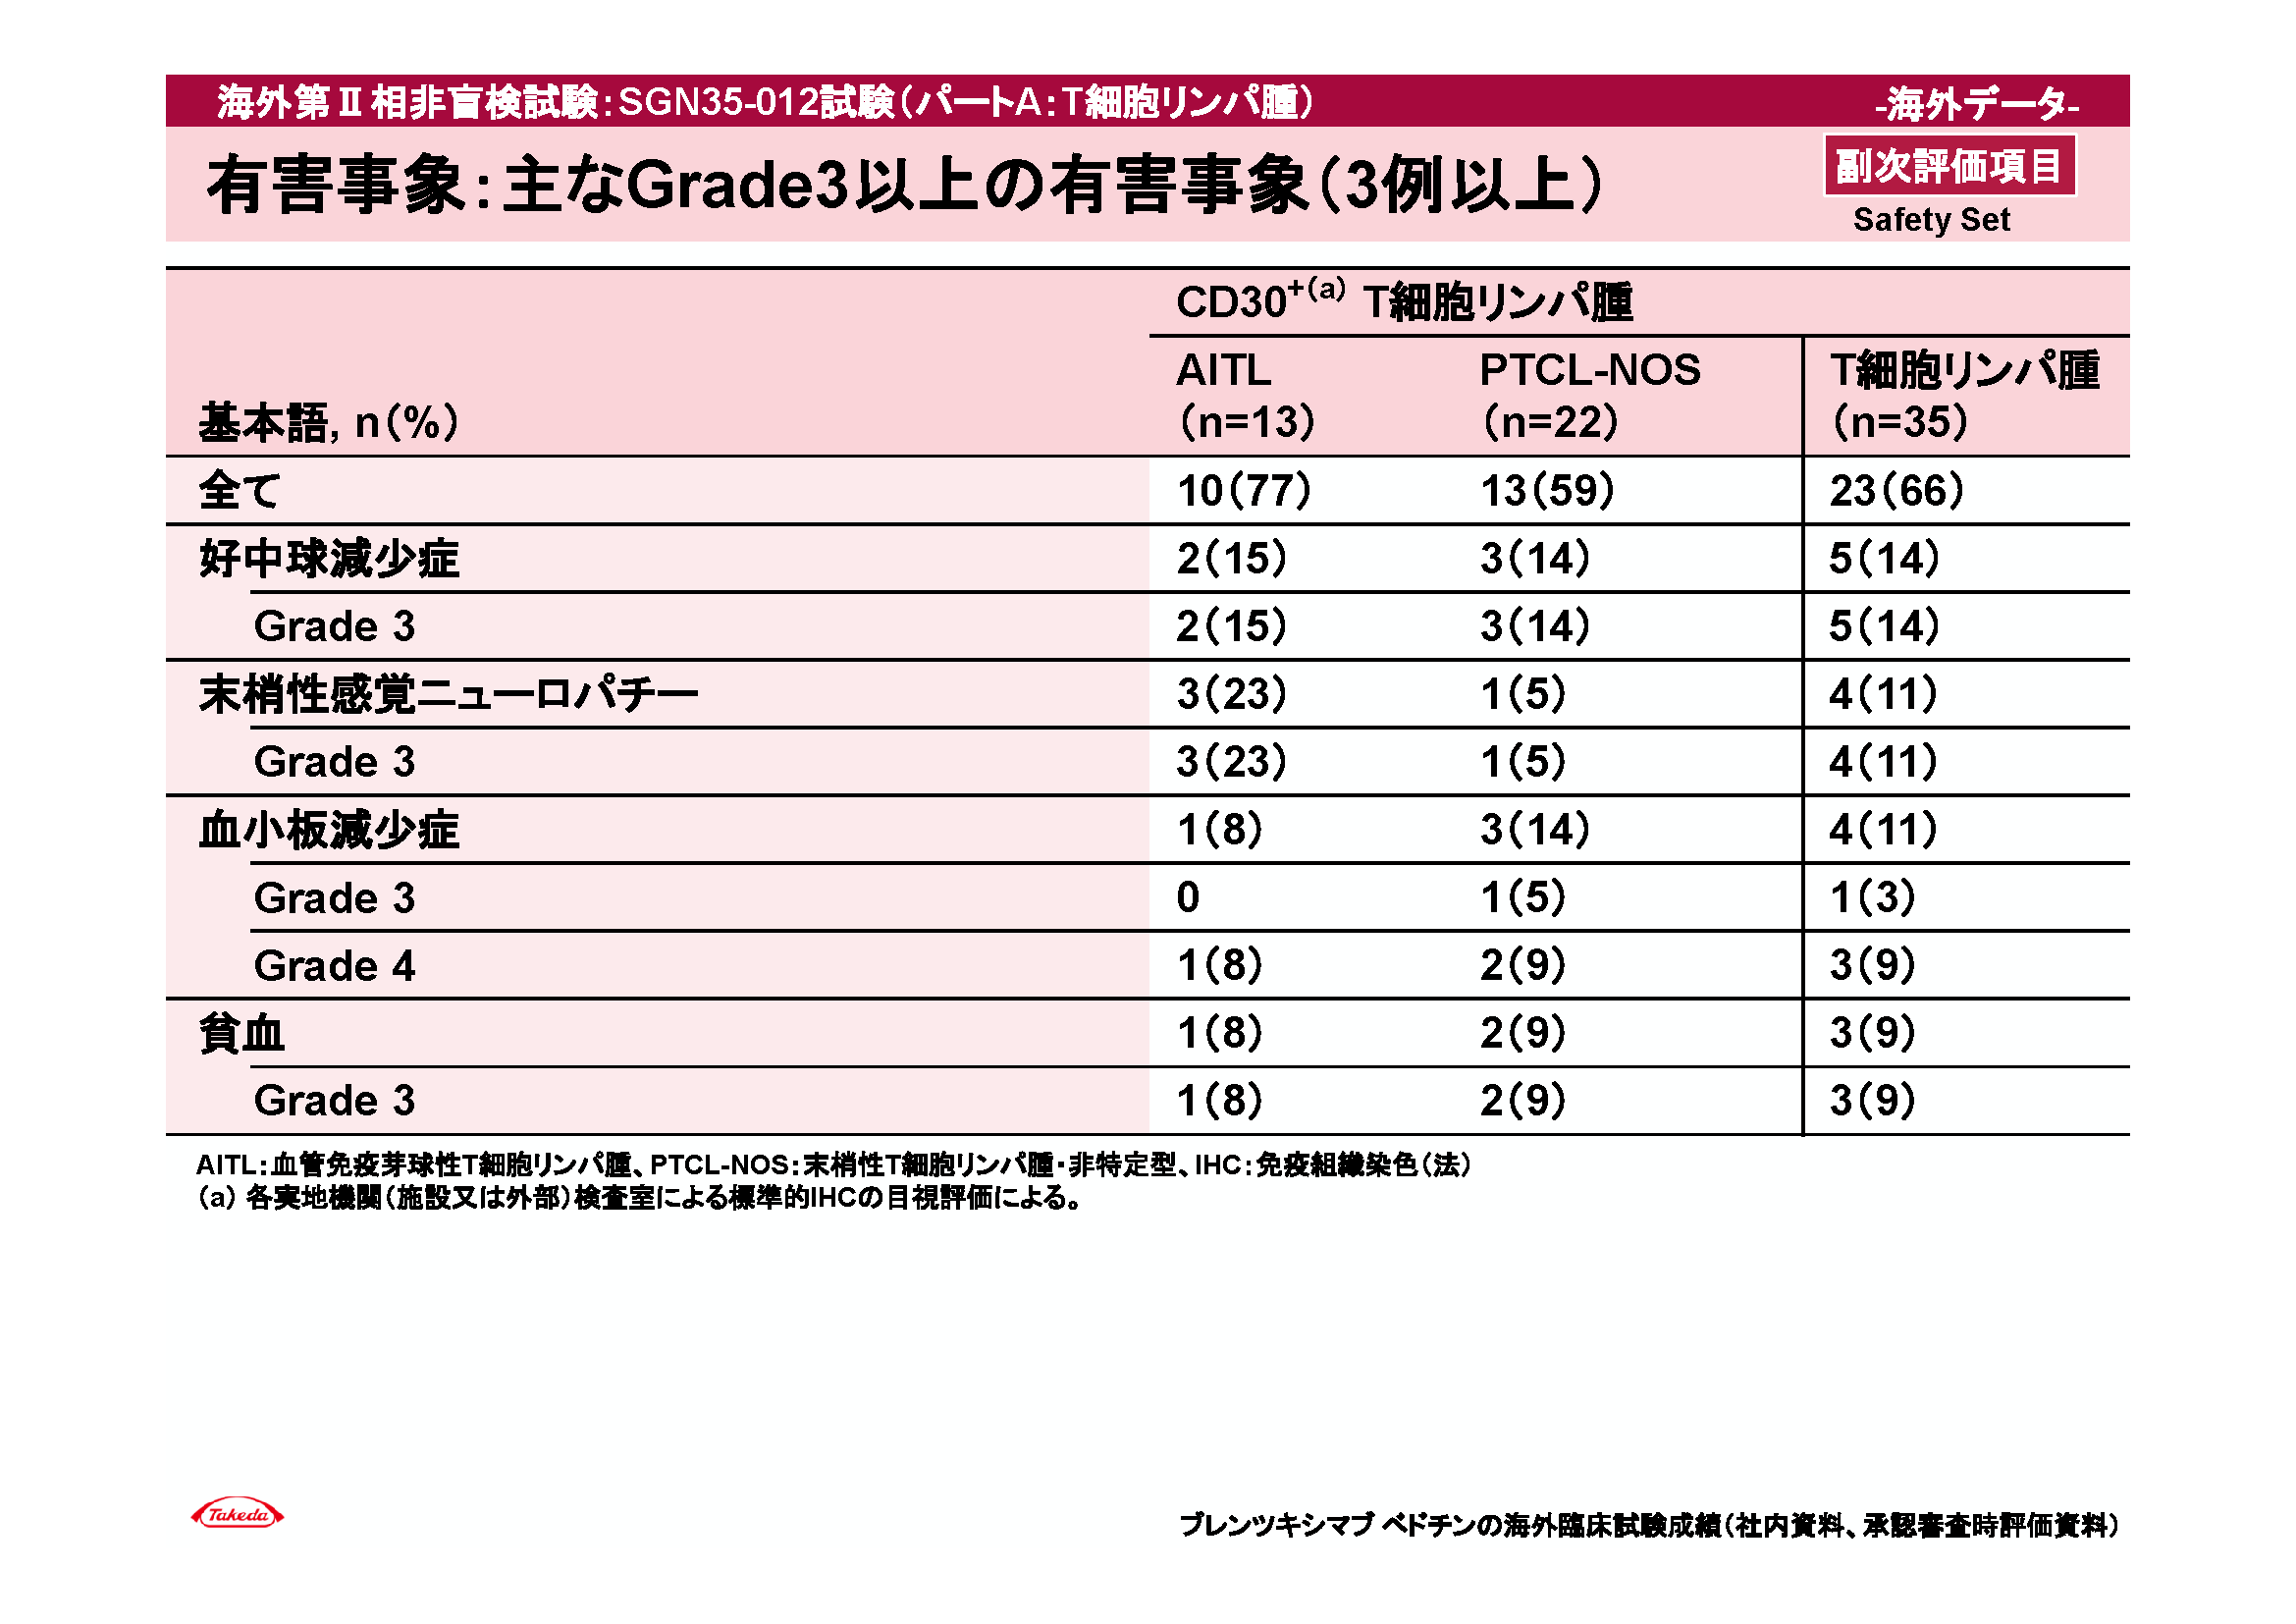 海外第Ⅱ相非盲検試験：SGN35-012試験（パートA：T細胞リンパ腫）
-海外データ-
有害事象：主なGrade3以上の有害事象（3例以上）
副次評価項目
Safety Set
CD30+（a） T細胞リンパ腫
AITL PTCL-NOS T細胞リンパ腫
基本語, n（%） （n=13） （n=22） （n=35）
全て 10（77） 13（59） 23（66）
好中球減少症 2（15） 3（14） 5（14）
Grade 3 2（15） 3（14） 5（14）
末梢性感覚ニューロパチー 3（23） 1（5） 4（11）
Grade 3 3（23） 1（5） 4（11）
血小板減少症 1（8） 3（14） 4（11）
Grade 3 0 1（5） 1（3）
Grade 4 1（8） 2（9） 3（9）
貧血 1（8） 2（9） 3（9）
Grade 3 1（8） 2（9） 3（9）
AITL：血管免疫芽球性T細胞リンパ腫、PTCL-NOS：末梢性T細胞リンパ腫・非特定型、IHC：免疫組織染色（法）
（a） 各実地機関（施設又は外部）検査室による標準的IHCの目視評価による。
Takeda
ブレンツキシマブ ベドチンの海外臨床試験成績（社内資料、承認審査時評価資料）